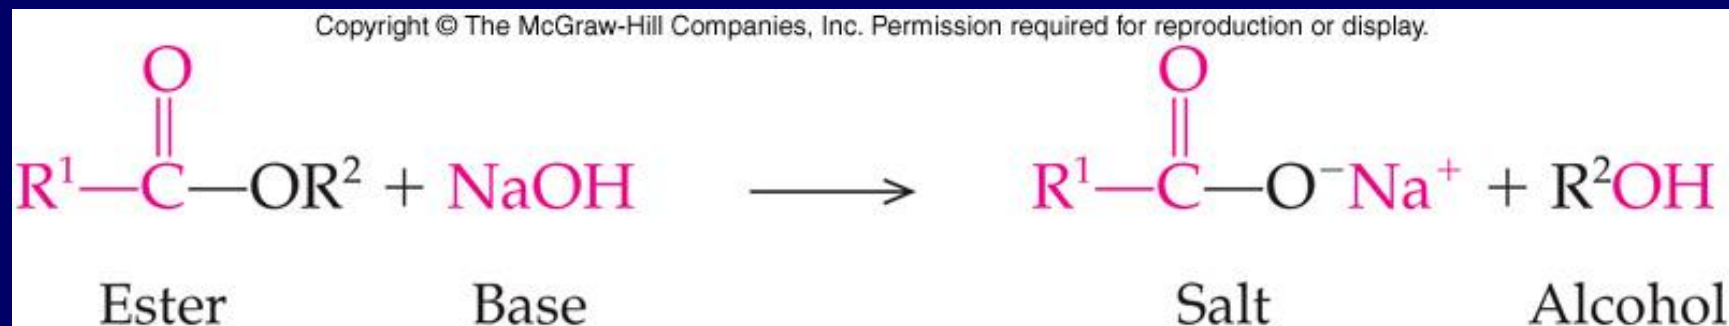 Copyright © The McGraw-Hill Companies, Inc. Permission required for reproduction or display.
O O
R¹—C—OR² + NaOH ⟶ R¹—C—O⁻Na⁺ + R²OH
Ester Base Salt Alcohol